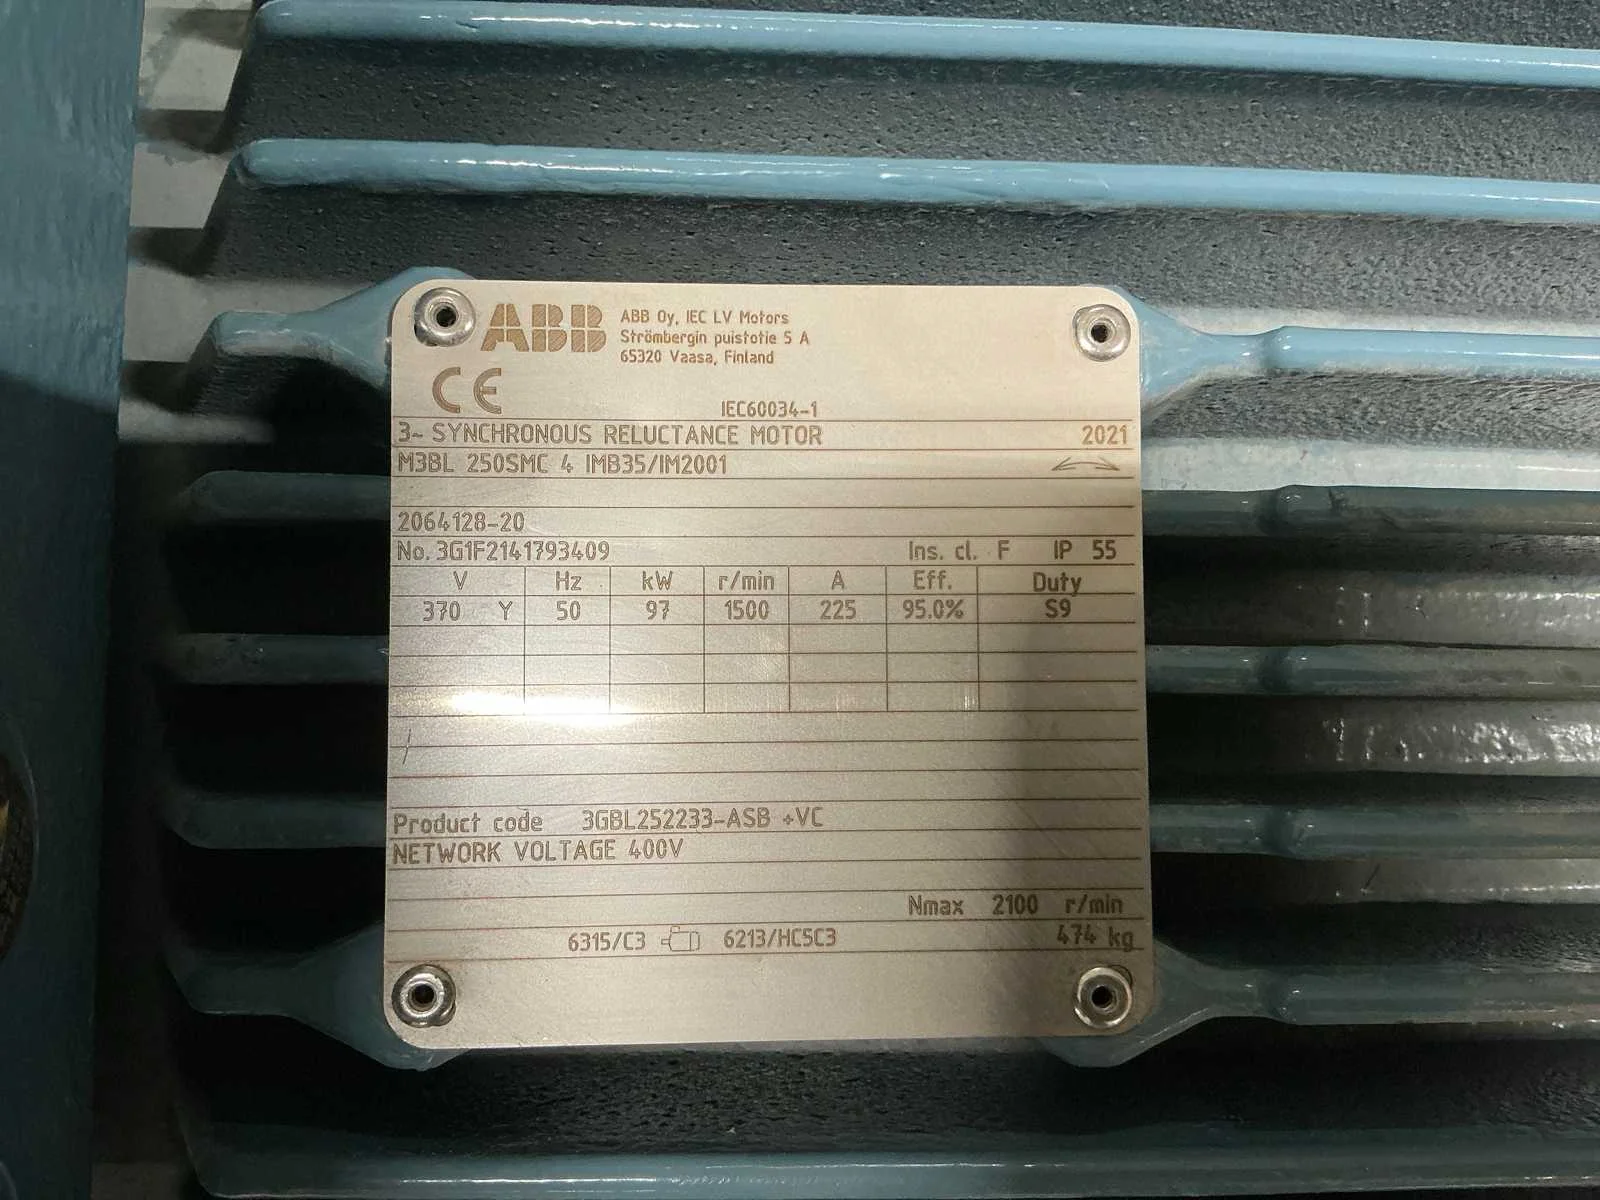 ABB
ABB Oy, IEC LV Motors
Strömbergin puistotie 5 A
65320 Vaasa, Finland
CE
IEC60034-1
3~ SYNCHRONOUS RELUCTANCE MOTOR 2021
M3BL 250SMC 4 IMB35/IM2001
2064128-20
No. 3G1F2141793409 Ins. cl. F IP 55
V Hz kW r/min A Eff. Duty
370 Y 50 97 1500 225 95.0% S9
Product code 3GBL252233-ASB +VC
NETWORK VOLTAGE 400V
Nmax 2100 r/min
6315/C3 6213/HC5C3 474 kg